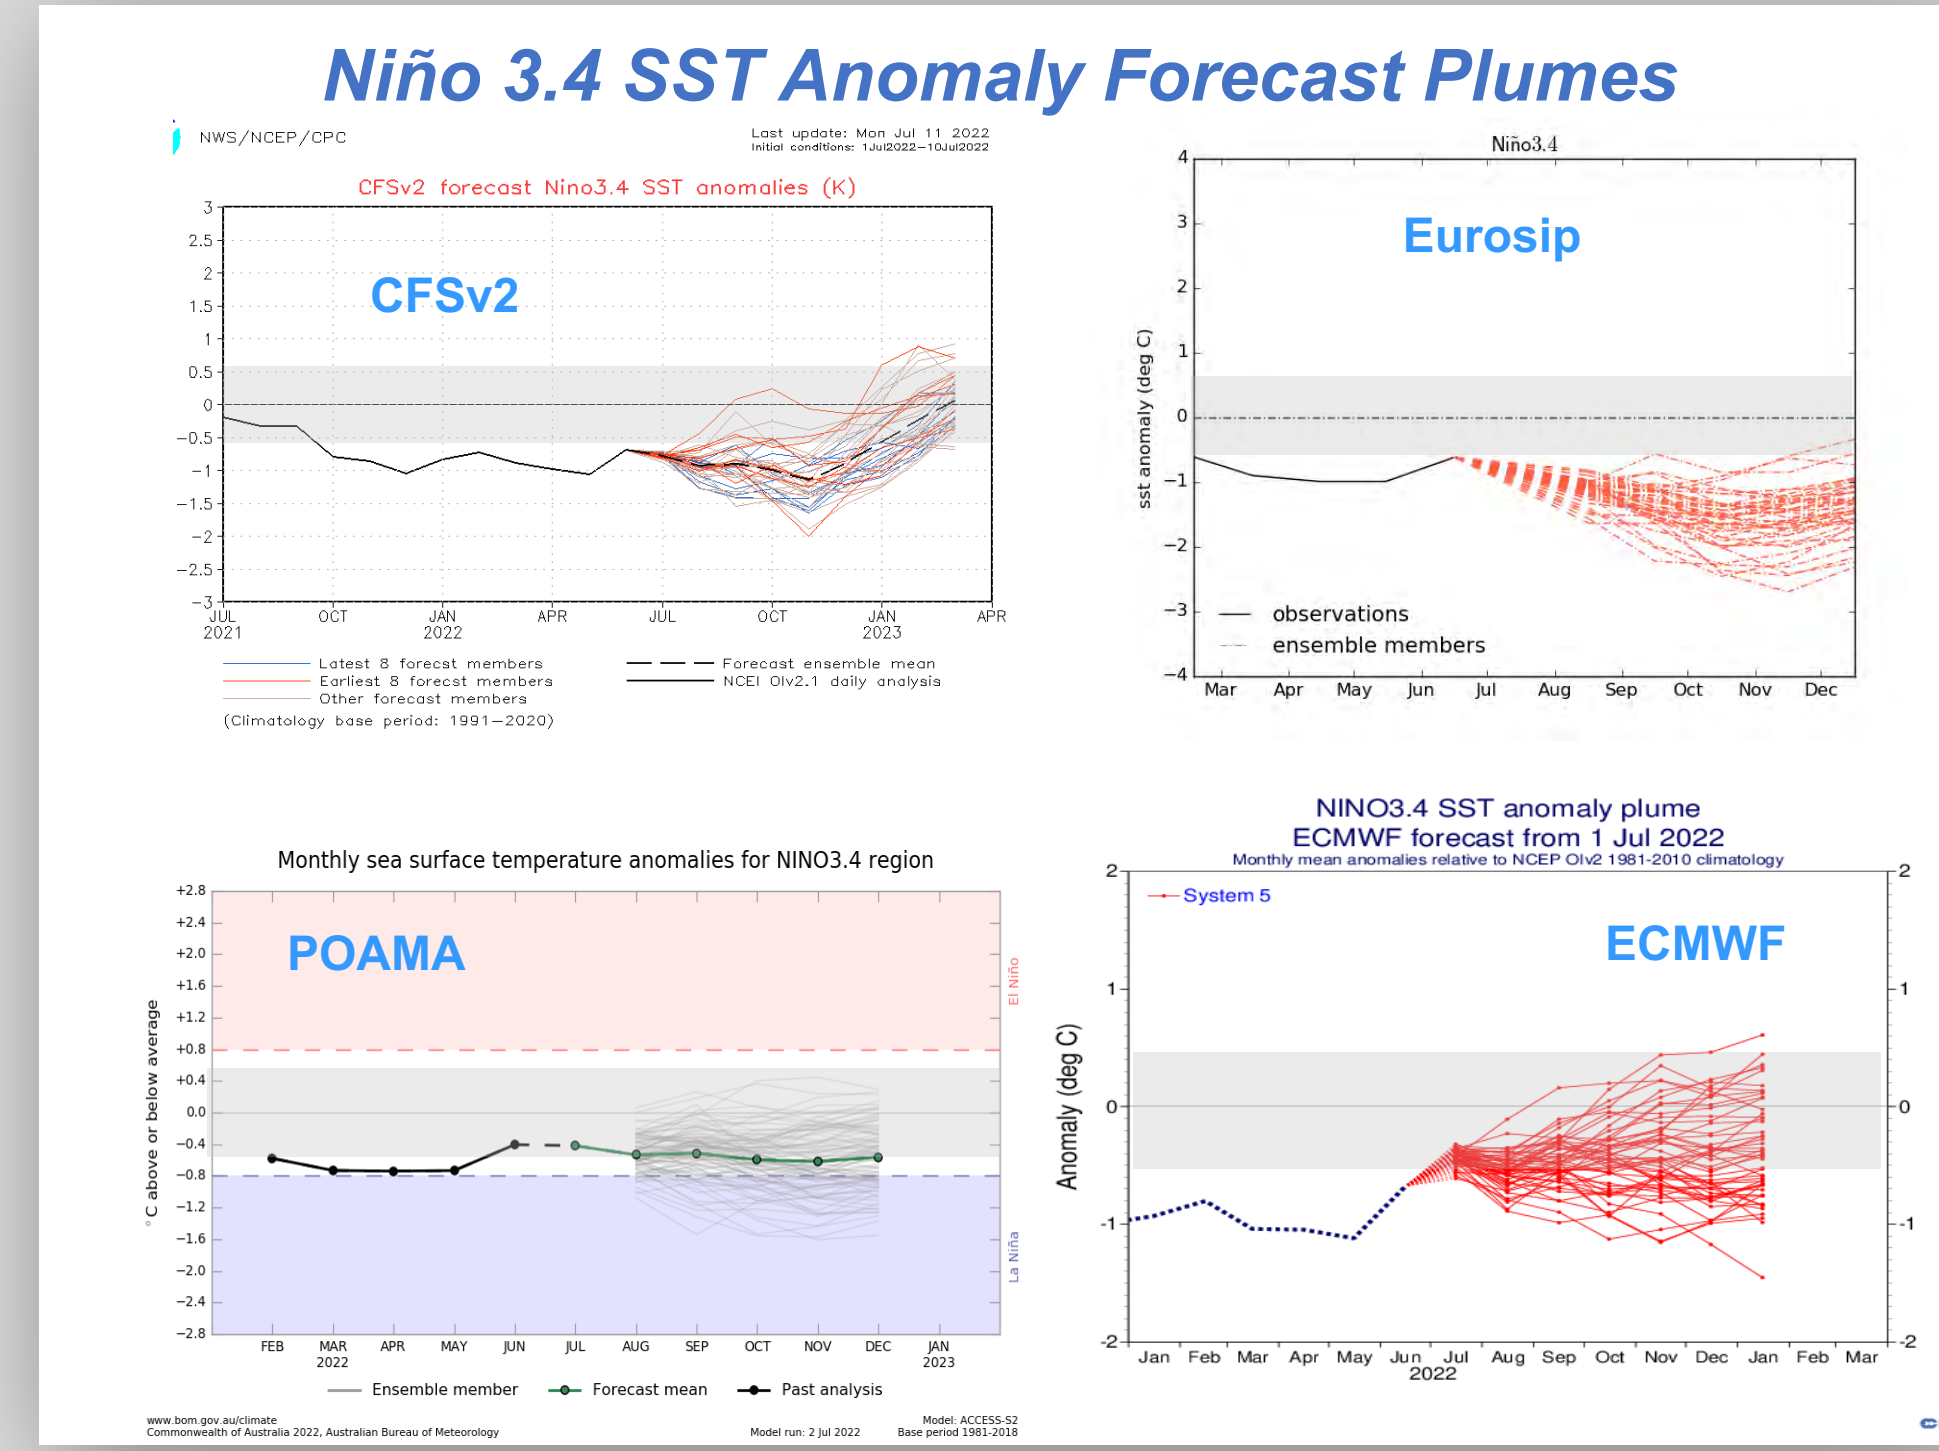 Niño 3.4 SST Anomaly Forecast Plumes
NWS/NCEP/CPC
Last update: Mon Jul 11 2022
Initial conditions: 1Jul2022–10Jul2022
CFSv2 forecast Nino3.4 SST anomalies (K)
CFSv2
3
2.5
2
1.5
1
0.5
0
−0.5
−1
−1.5
−2
−2.5
−3
JUL OCT JAN APR JUL OCT JAN APR
2021 2022 2023
Latest 8 forecst members
Earliest 8 forecst members
Other forecast members
Forecast ensemble mean
NCEI OIv2.1 daily analysis
(Climatology base period: 1991–2020)
Niño3.4
Eurosip
sst anomaly (deg C)
4
3
2
1
0
−1
−2
−3
−4
observations
ensemble members
Mar Apr May Jun Jul Aug Sep Oct Nov Dec
Monthly sea surface temperature anomalies for NINO3.4 region
POAMA
°C above or below average
+2.8
+2.4
+2.0
+1.6
+1.2
+0.8
+0.4
0.0
−0.4
−0.8
−1.2
−1.6
−2.0
−2.4
−2.8
El Niño
La Niña
FEB MAR APR MAY JUN JUL AUG SEP OCT NOV DEC JAN
2022 2023
Ensemble member Forecast mean Past analysis
www.bom.gov.au/climate
Commonwealth of Australia 2022, Australian Bureau of Meteorology
Model run: 2 Jul 2022
Model: ACCESS-S2
Base period 1981-2018
NINO3.4 SST anomaly plume
ECMWF forecast from 1 Jul 2022
Monthly mean anomalies relative to NCEP OIv2 1981-2010 climatology
System 5
ECMWF
Anomaly (deg C)
2 2
1 1
0 0
-1 -1
-2 -2
Jan Feb Mar Apr May Jun Jul Aug Sep Oct Nov Dec Jan Feb Mar
2022